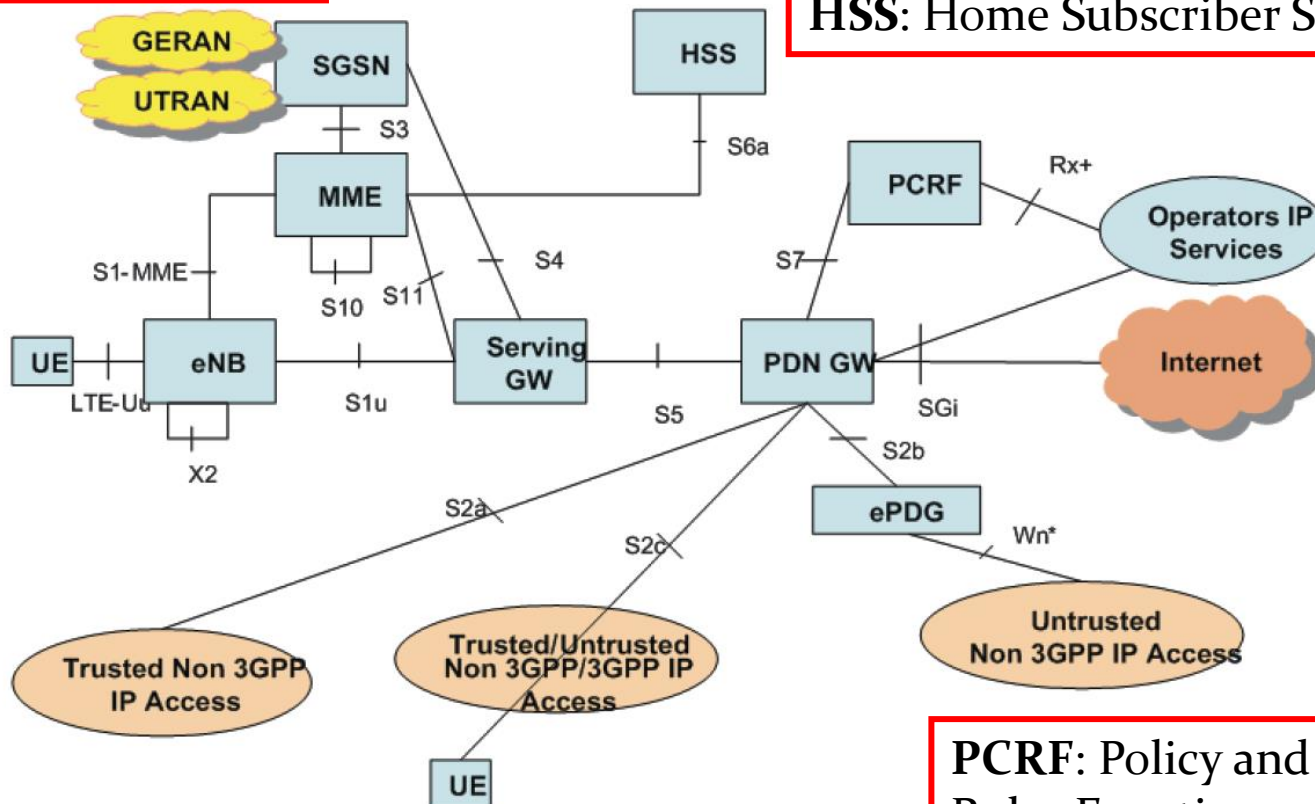 HSS: Home Subscriber S
GERAN
UTRAN
SGSN
HSS
S3
S6a
MME
PCRF
Rx+
Operators IP
Services
S1-MME
S10
S11
S4
S7
UE
eNB
Serving
GW
PDN GW
Internet
LTE-Uu
S1u
S5
SGi
X2
S2b
S2a
ePDG
S2c
Wn*
Trusted Non 3GPP
IP Access
Trusted/Untrusted
Non 3GPP/3GPP IP
Access
Untrusted
Non 3GPP IP Access
UE
PCRF: Policy and